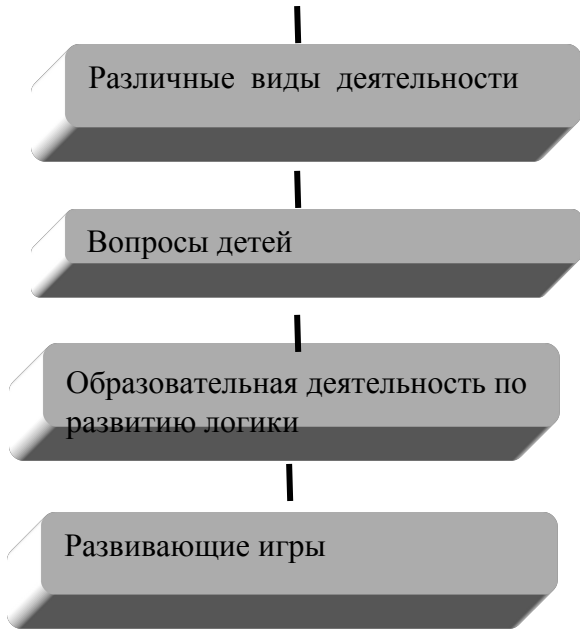 Различные виды деятельности
Вопросы детей
Образовательная деятельность по
развитию логики
Развивающие игры